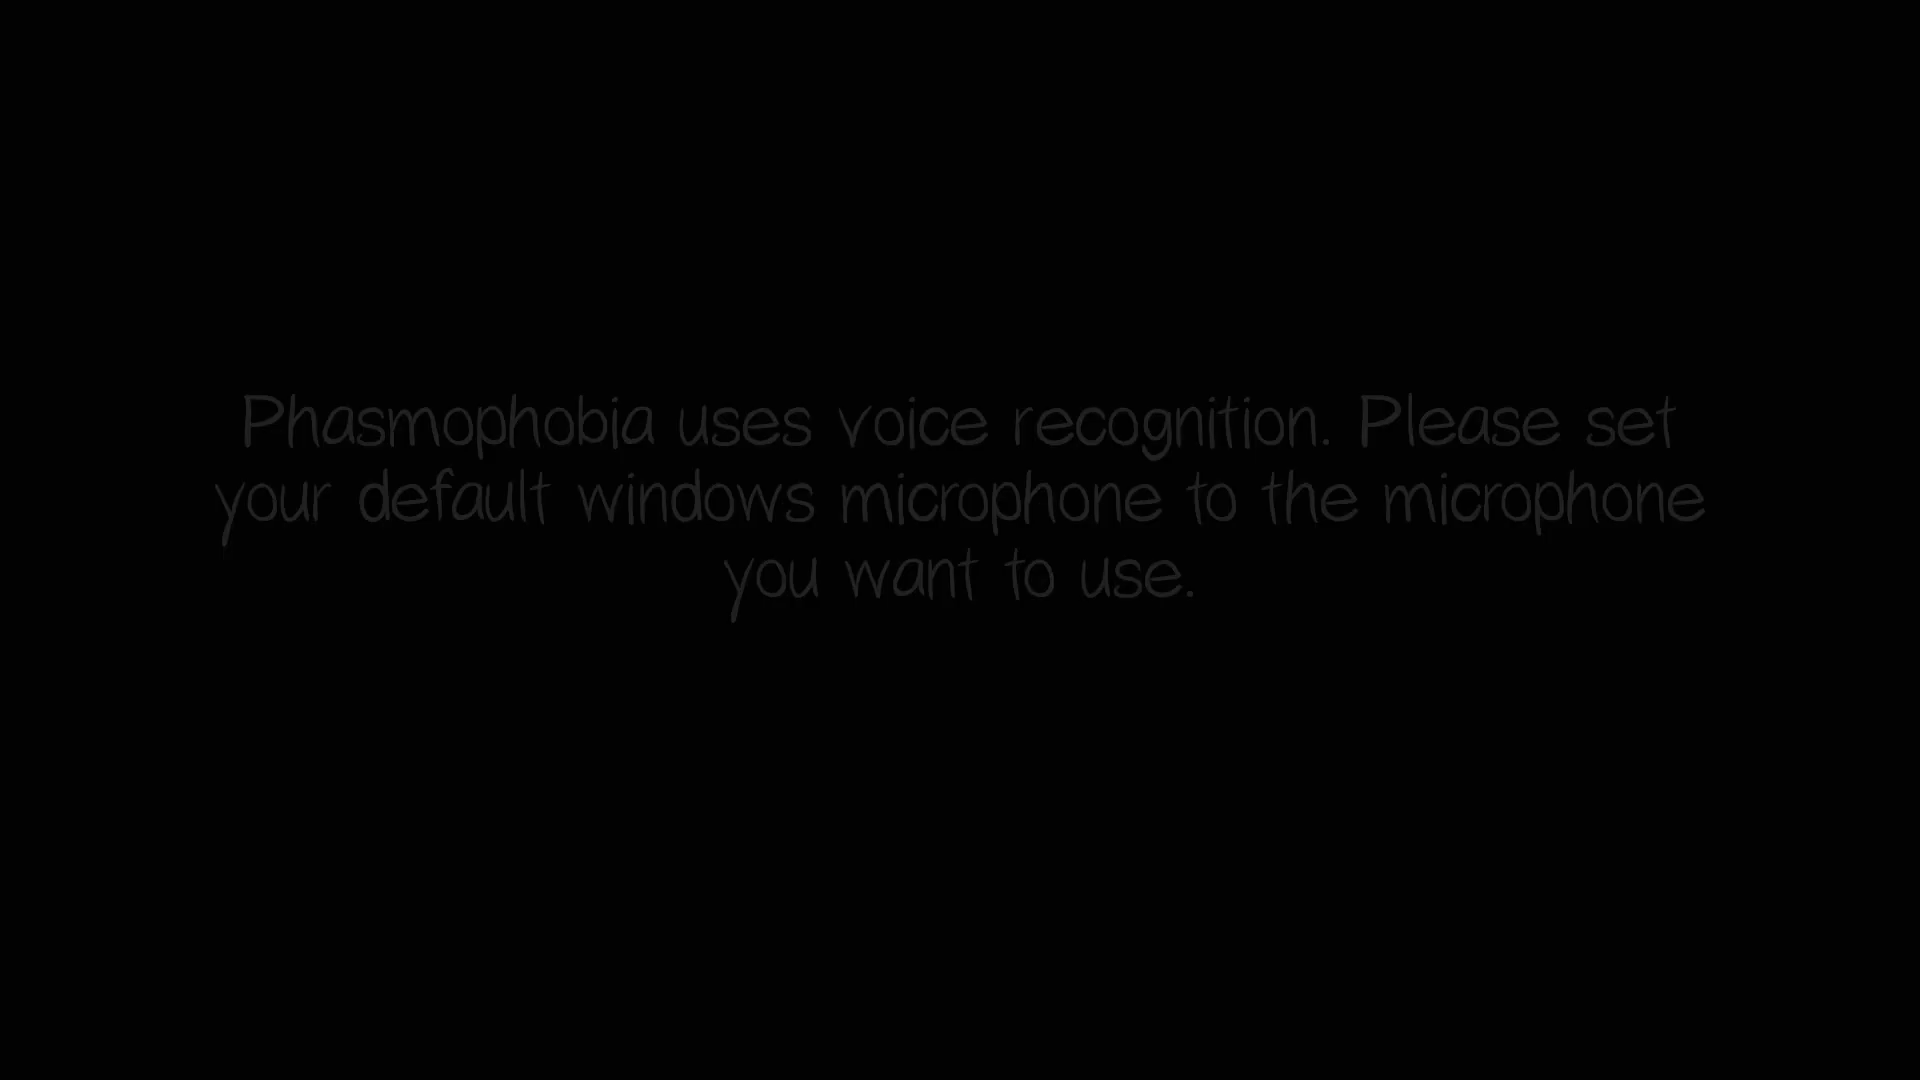 Phasmophobia uses voice recognition. Please set
your default windows microphone to the microphone
you want to use.